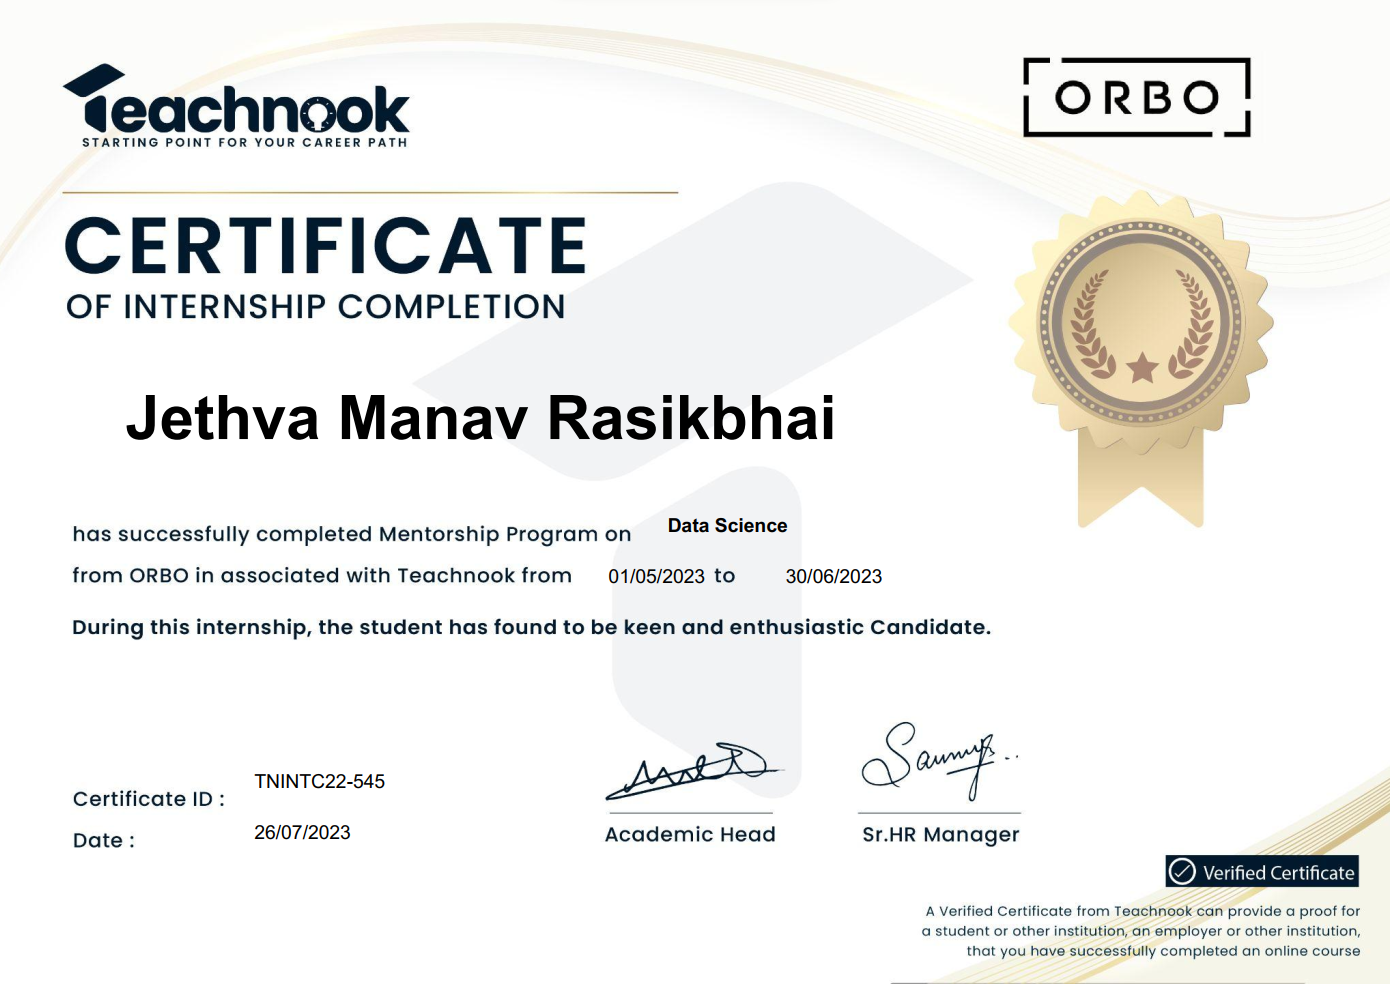 Teachnook
STARTING POINT FOR YOUR CAREER PATH
ORBO
CERTIFICATE
OF INTERNSHIP COMPLETION
Jethva Manav Rasikbhai
has successfully completed Mentorship Program on Data Science
from ORBO in associated with Teachnook from 01/05/2023 to 30/06/2023
During this internship, the student has found to be keen and enthusiastic Candidate.
Certificate ID : TNINTC22-545
Date : 26/07/2023
Academic Head
Sr.HR Manager
Verified Certificate
A Verified Certificate from Teachnook can provide a proof for
a student or other institution, an employer or other institution,
that you have successfully completed an online course